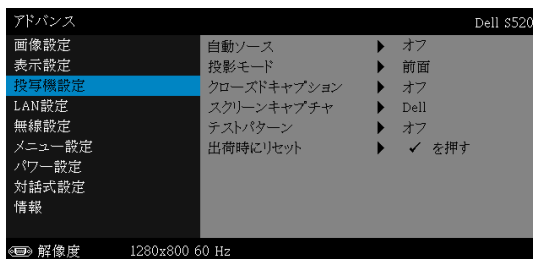 アドバンス Dell S520
画像設定
表示設定
投写機設定
LAN設定
無線設定
メニュー設定
パワー設定
対話式設定
情報
自動ソース オフ
投影モード 前面
クローズドキャプション オフ
スクリーンキャプチャ Dell
テストパターン オフ
出荷時にリセット ✓ を押す
解像度 1280x800 60 Hz